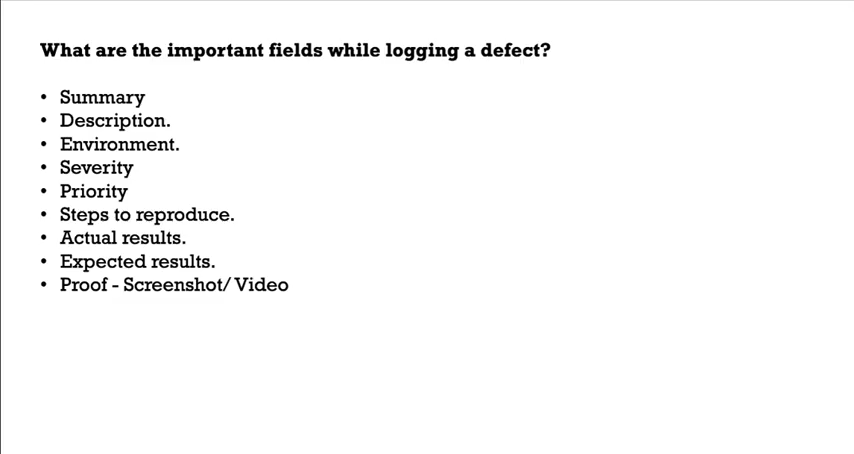 What are the important fields while logging a defect?
• Summary
• Description.
• Environment.
• Severity
• Priority
• Steps to reproduce.
• Actual results.
• Expected results.
• Proof - Screenshot/ Video